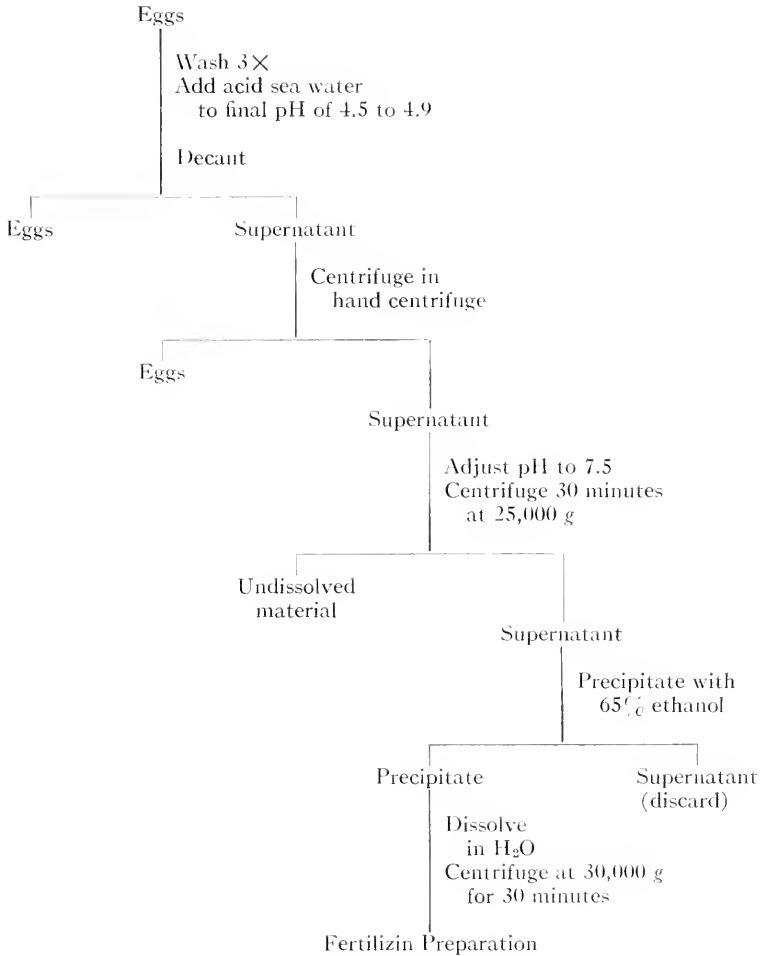 Eggs
Wash 3×
Add acid sea water
to final pH of 4.5 to 4.9
Decant
Eggs
Supernatant
Centrifuge in
hand centrifuge
Eggs
Supernatant
Adjust pH to 7.5
Centrifuge 30 minutes
at 25,000 g
Undissolved
material
Supernatant
Precipitate with
65% ethanol
Precipitate
Supernatant
(discard)
Dissolve
in H₂O
Centrifuge at 30,000 g
for 30 minutes
Fertilizin Preparation